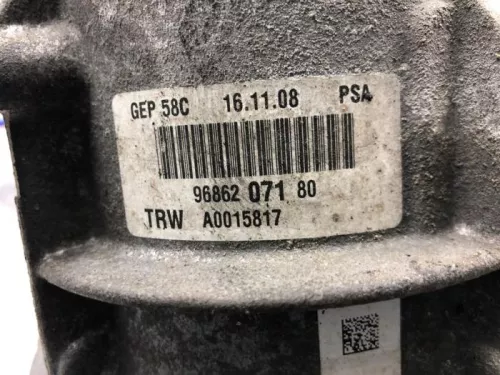 GEP 58C 16.11.08 PSA
96862 071 80
TRW A0015817